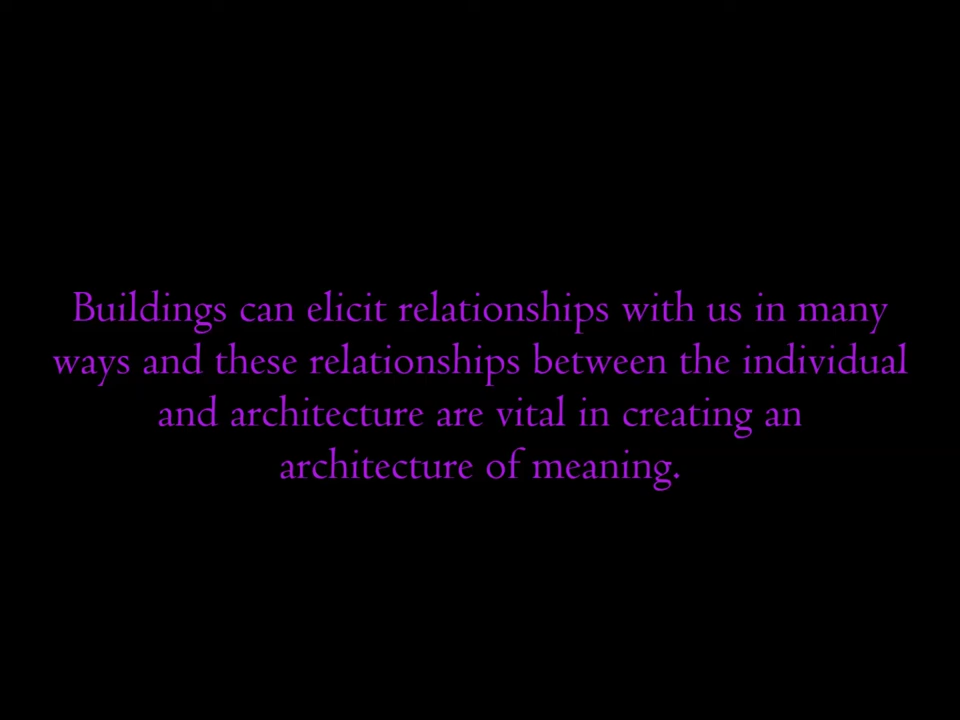 Buildings can elicit relationships with us in many
ways and these relationships between the individual
and architecture are vital in creating an
architecture of meaning.